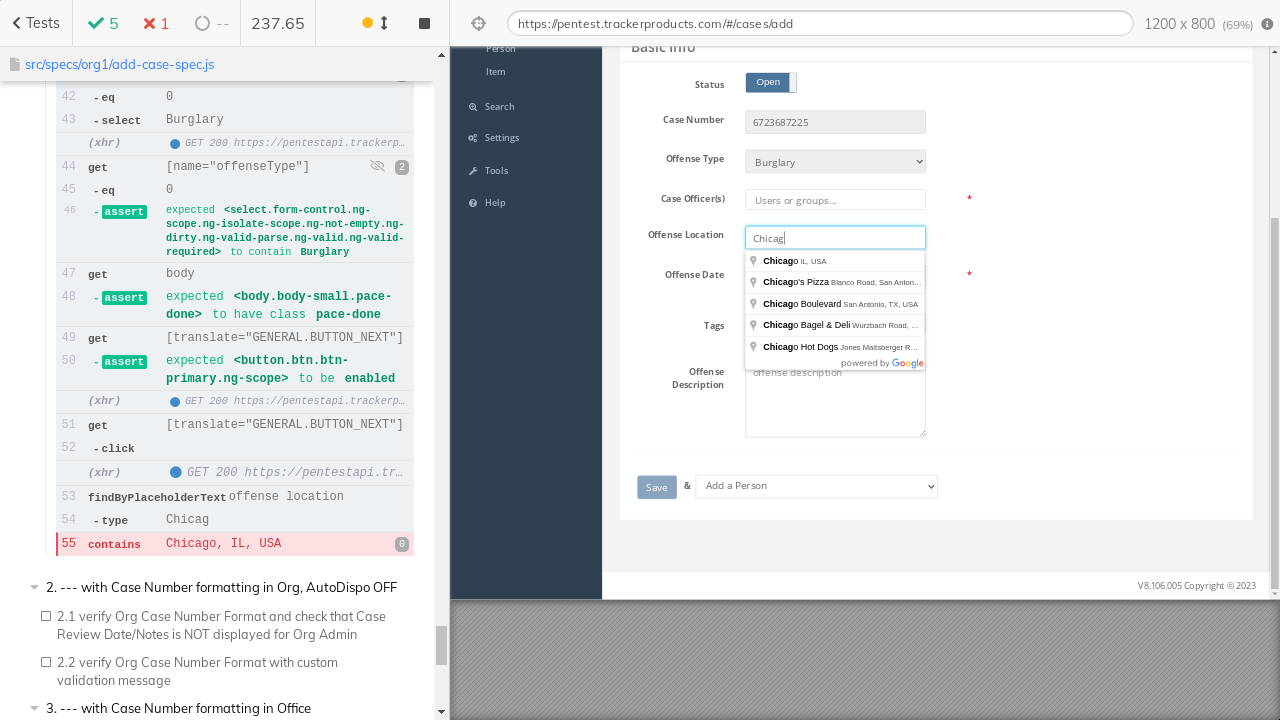 Tests
5
1
--
237.65
https://pentest.trackerproducts.com/#/cases/add
1200 x 800 (69%)
src/specs/org1/add-case-spec.js
42 - eq 0
43 - select Burglary
(xhr) GET 200 https://pentestapi.trackerp…
44 get [name="offenseType"] 2
45 - eq 0
46 - assert expected <select.form-control.ng-
scope.ng-isolate-scope.ng-not-empty.ng-
dirty.ng-valid-parse.ng-valid.ng-valid-
required> to contain Burglary
47 get body
48 - assert expected <body.body-small.pace-
done> to have class pace-done
49 get [translate="GENERAL.BUTTON_NEXT"]
50 - assert expected <button.btn.btn-
primary.ng-scope> to be enabled
(xhr) GET 200 https://pentestapi.trackerp…
51 get [translate="GENERAL.BUTTON_NEXT"]
52 - click
(xhr) GET 200 https://pentestapi.tr…
53 findByPlaceholderText offense location
54 - type Chicag
55 contains Chicago, IL, USA 0
2. --- with Case Number formatting in Org, AutoDispo OFF
2.1 verify Org Case Number Format and check that Case
Review Date/Notes is NOT displayed for Org Admin
2.2 verify Org Case Number Format with custom
validation message
3. --- with Case Number formatting in Office
Person
Item
Search
Settings
Tools
Help
Basic Info
Status Open
Case Number 6723687225
Offense Type Burglary
Case Officer(s) Users or groups... *
Offense Location Chicag
Chicago IL, USA
Chicago's Pizza Blanco Road, San Anton…
Chicago Boulevard San Antonio, TX, USA
Chicago Bagel & Deli Wurzbach Road, …
Chicago Hot Dogs Jones Maltsberger R…
powered by Google
Offense Date *
Tags
Offense
Description
offense description
Save & Add a Person
V8.106.005 Copyright © 2023